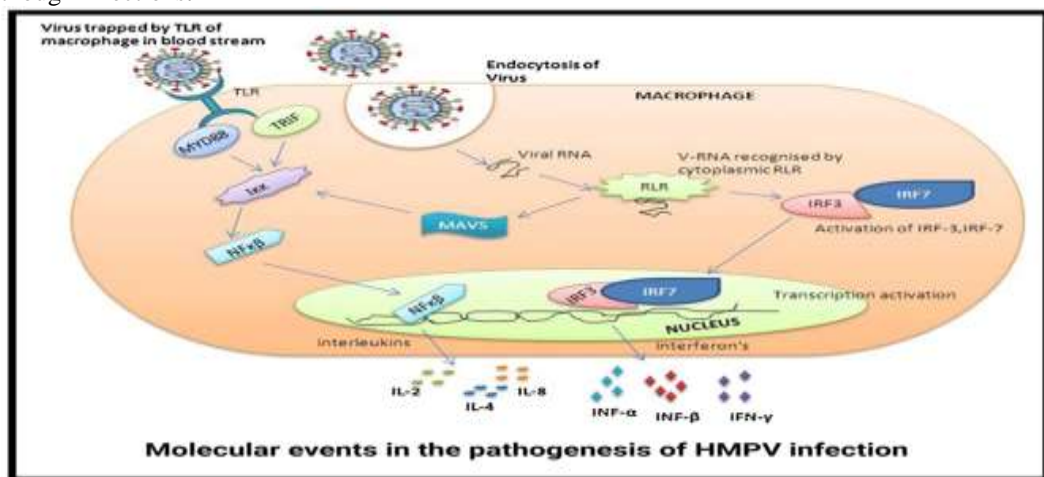 Virus trapped by TLR of
macrophage in blood stream
Endocytosis of
Virus
TLR
MACROPHAGE
MYD88
TRIF
Viral RNA
V-RNA recognised by
cytoplasmic RLR
Ikk
RLR
IRF3
IRF7
MAVS
Activation of IRF-3,IRF-7
NFκβ
NFκβ
IRF3
IRF7
Transcription activation
NUCLEUS
interleukins
interferon's
IL-2
IL-4
IL-8
INF-α
INF-β
IFN-γ
Molecular events in the pathogenesis of HMPV infection